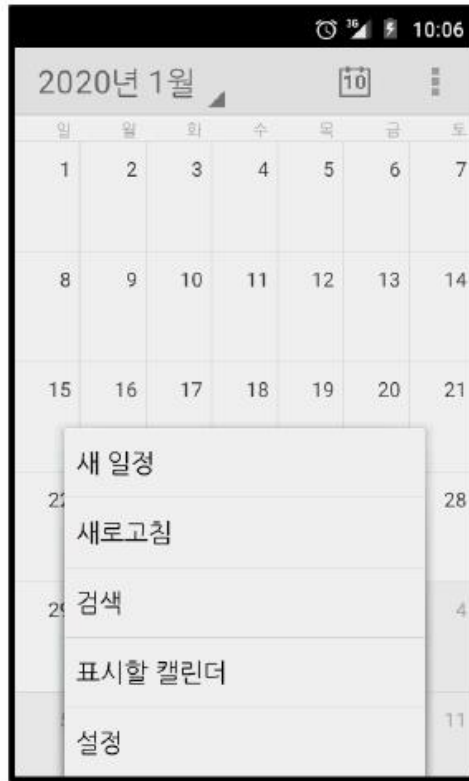 3G 10:06
2020년 1월 10
일 월 화 수 목 금 토
1 2 3 4 5 6 7
8 9 10 11 12 13 14
15 16 17 18 19 20 21
새 일정
22 28
새로고침
29 검색 4
표시할 캘린더
11
설정